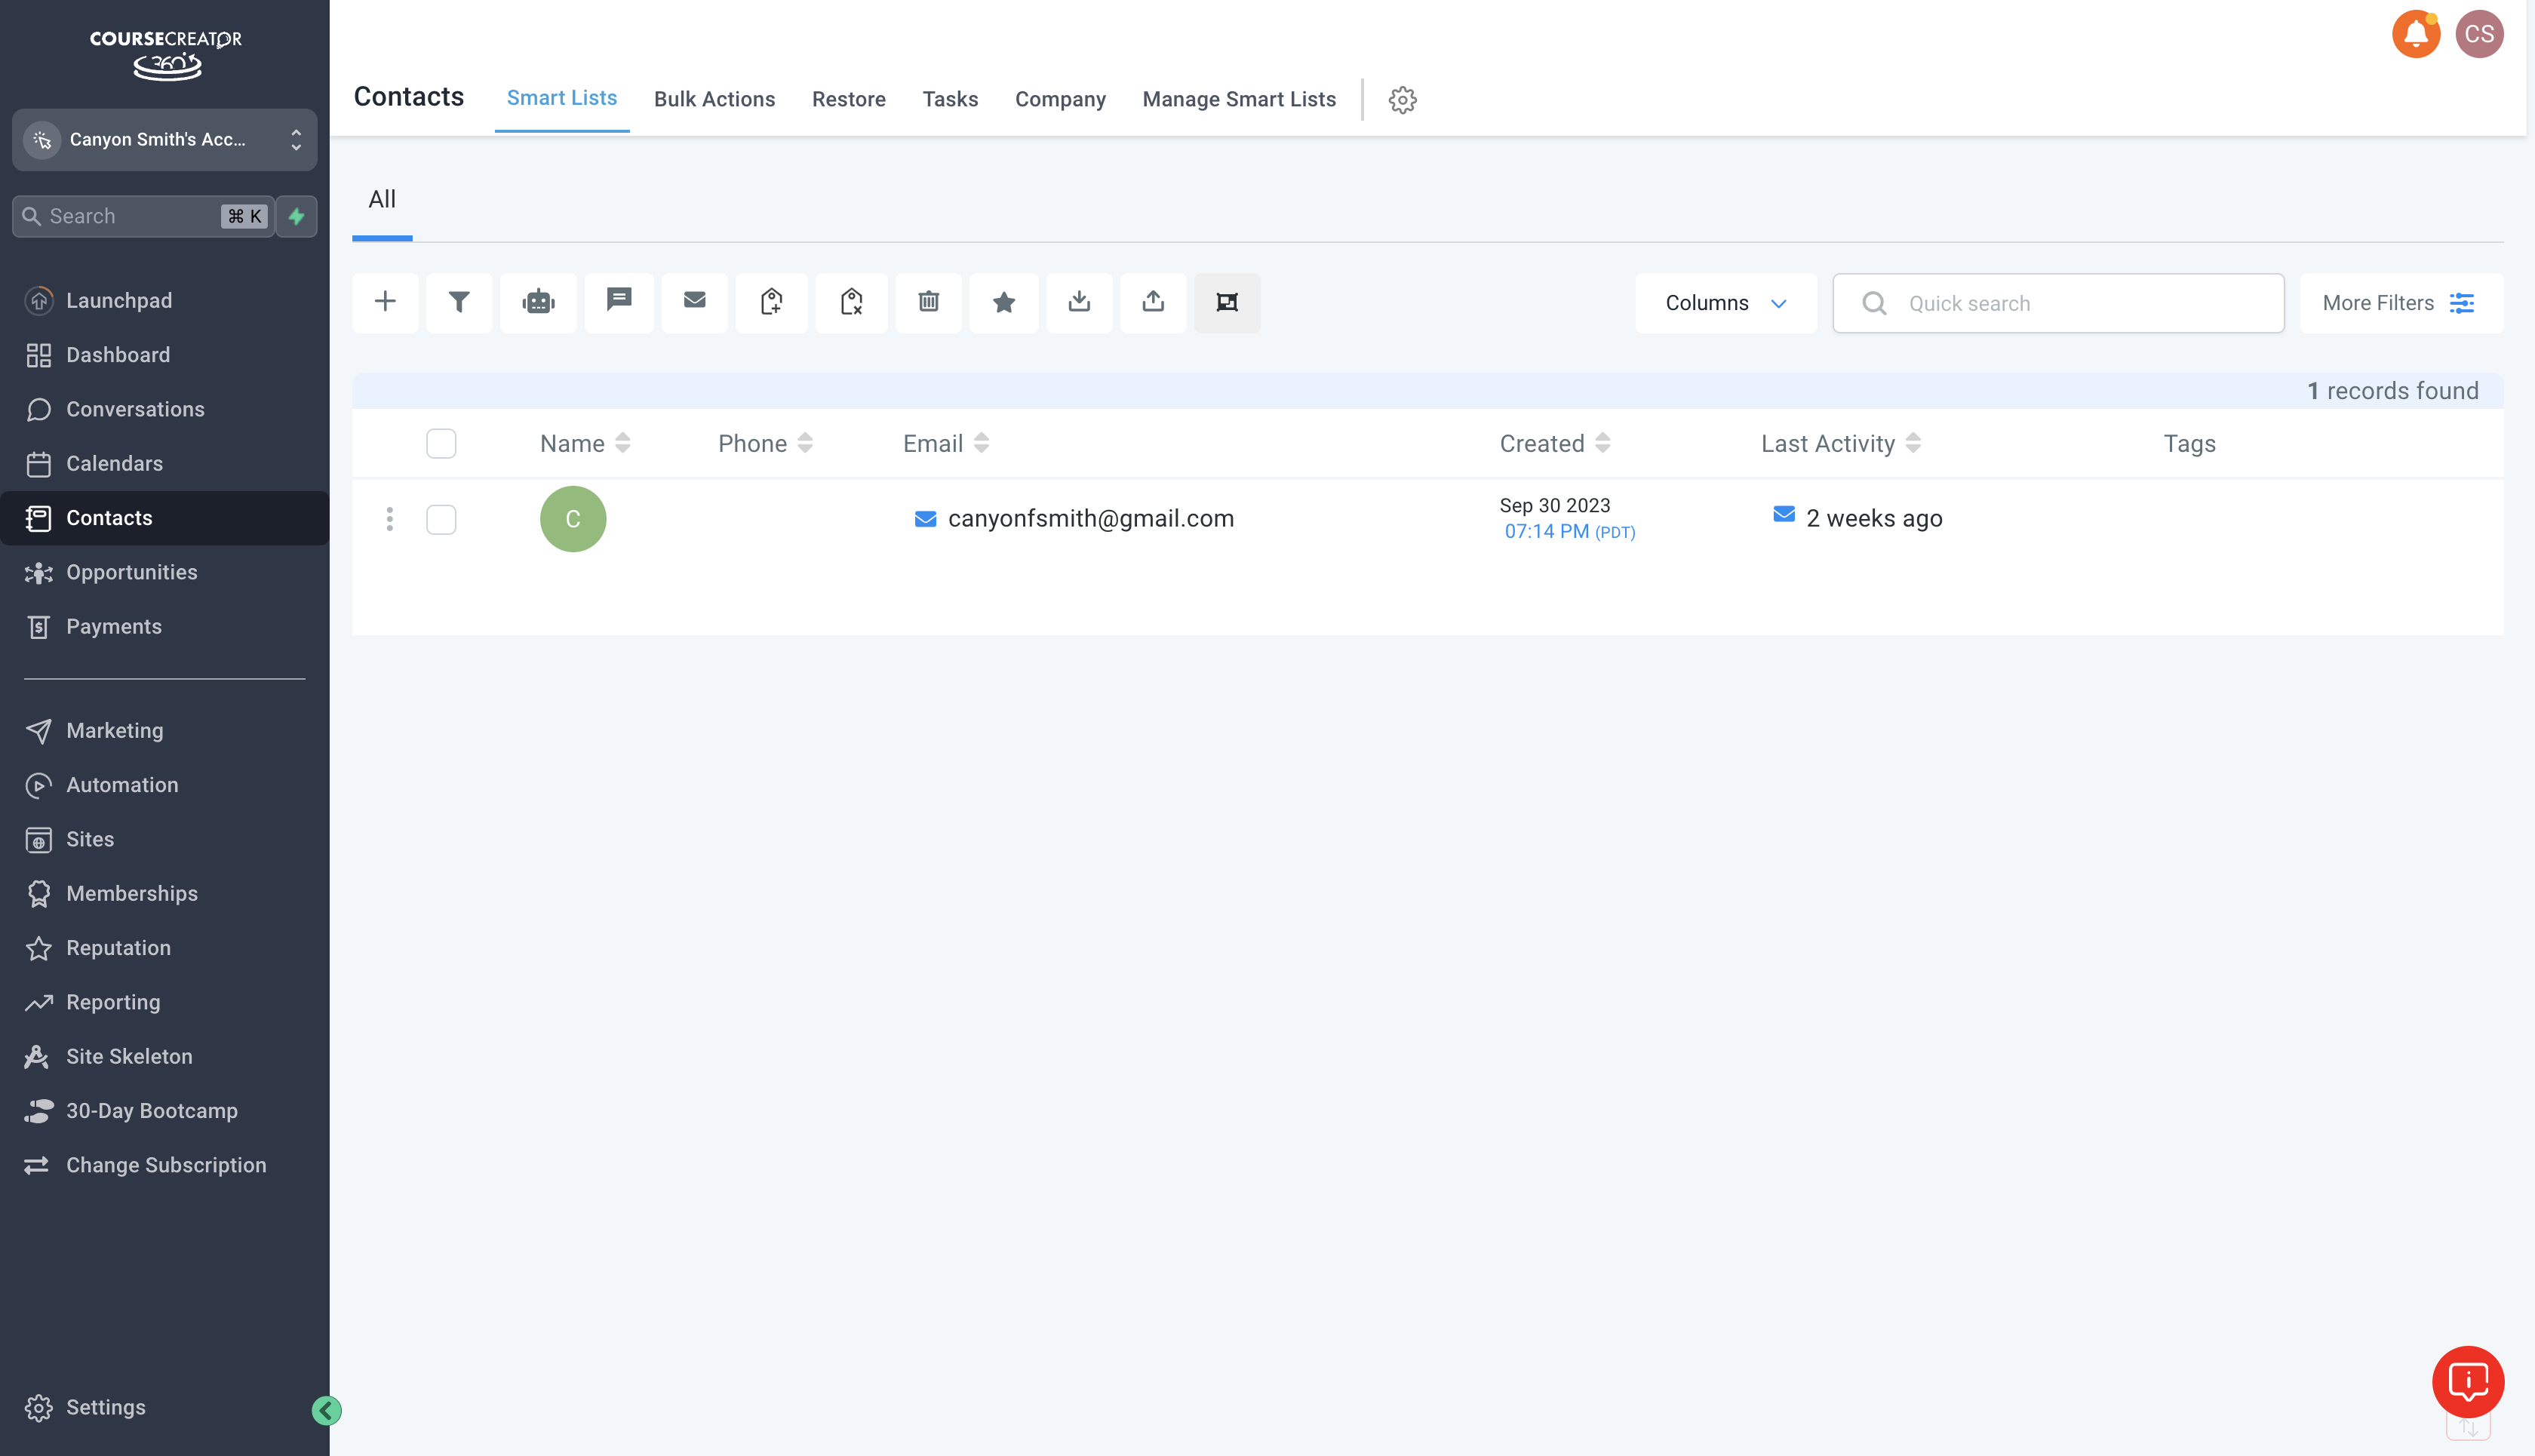 COURSECREATOR
360
Canyon Smith's Acc...
Search
⌘ K
Launchpad
Dashboard
Conversations
Calendars
Contacts
Opportunities
Payments
Marketing
Automation
Sites
Memberships
Reputation
Reporting
Site Skeleton
30-Day Bootcamp
Change Subscription
Settings
CS
Contacts Smart Lists Bulk Actions Restore Tasks Company Manage Smart Lists
All
Columns Quick search More Filters
1 records found
Name Phone Email Created Last Activity Tags
C canyonfsmith@gmail.com Sep 30 2023 2 weeks ago
07:14 PM (PDT)